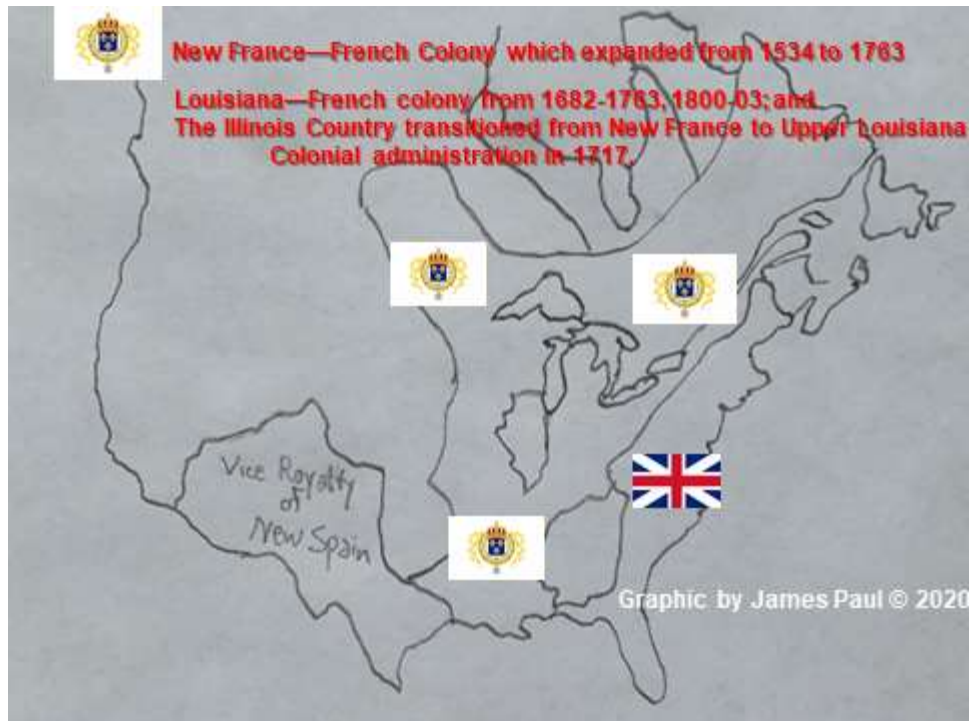 New France—French Colony which expanded from 1534 to 1763
Louisiana—French colony from 1682-1763, 1800-03; and
The Illinois Country transitioned from New France to Upper Louisiana
Colonial administration in 1717.
Vice Royalty
of
New Spain
Graphic by James Paul © 2020